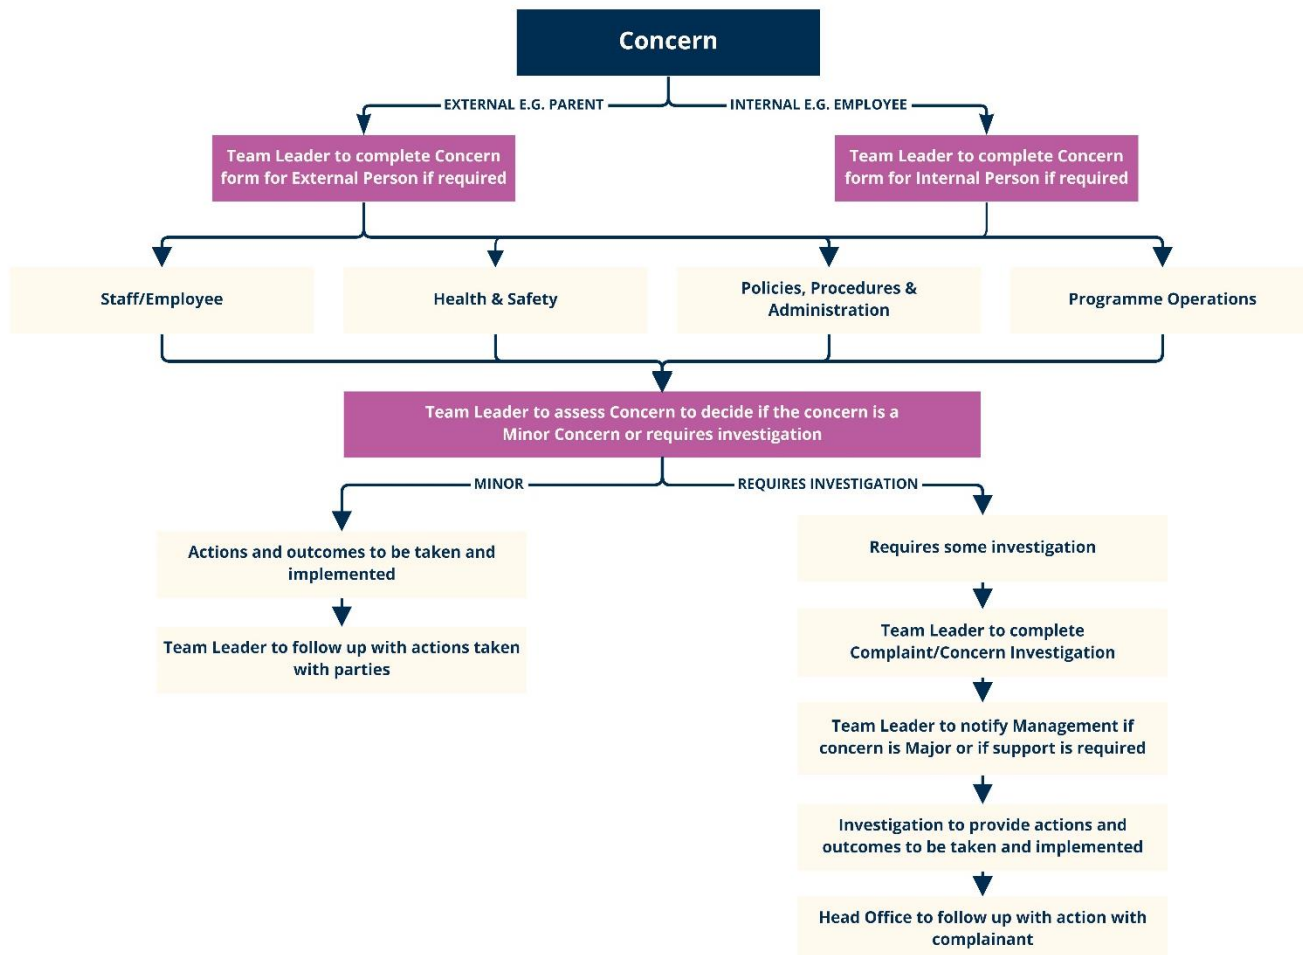 Concern
EXTERNAL E.G. PARENT
INTERNAL E.G. EMPLOYEE
Team Leader to complete Concern
form for External Person if required
Team Leader to complete Concern
form for Internal Person if required
Staff/Employee
Health & Safety
Policies, Procedures &
Administration
Programme Operations
Team Leader to assess Concern to decide if the concern is a
Minor Concern or requires investigation
MINOR
REQUIRES INVESTIGATION
Actions and outcomes to be taken and
implemented
Team Leader to follow up with actions taken
with parties
Requires some investigation
Team Leader to complete
Complaint/Concern Investigation
Team Leader to notify Management if
concern is Major or if support is required
Investigation to provide actions and
outcomes to be taken and implemented
Head Office to follow up with action with
complainant